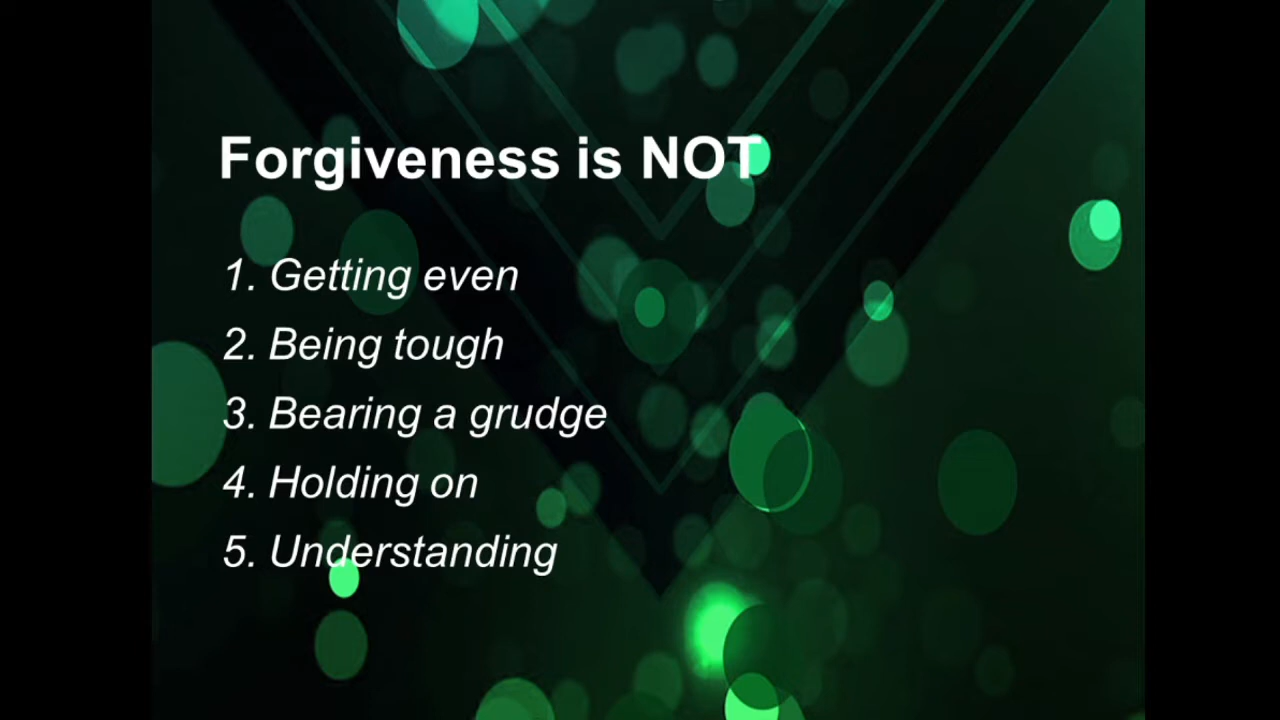 Forgiveness is NOT
1. Getting even
2. Being tough
3. Bearing a grudge
4. Holding on
5. Understanding